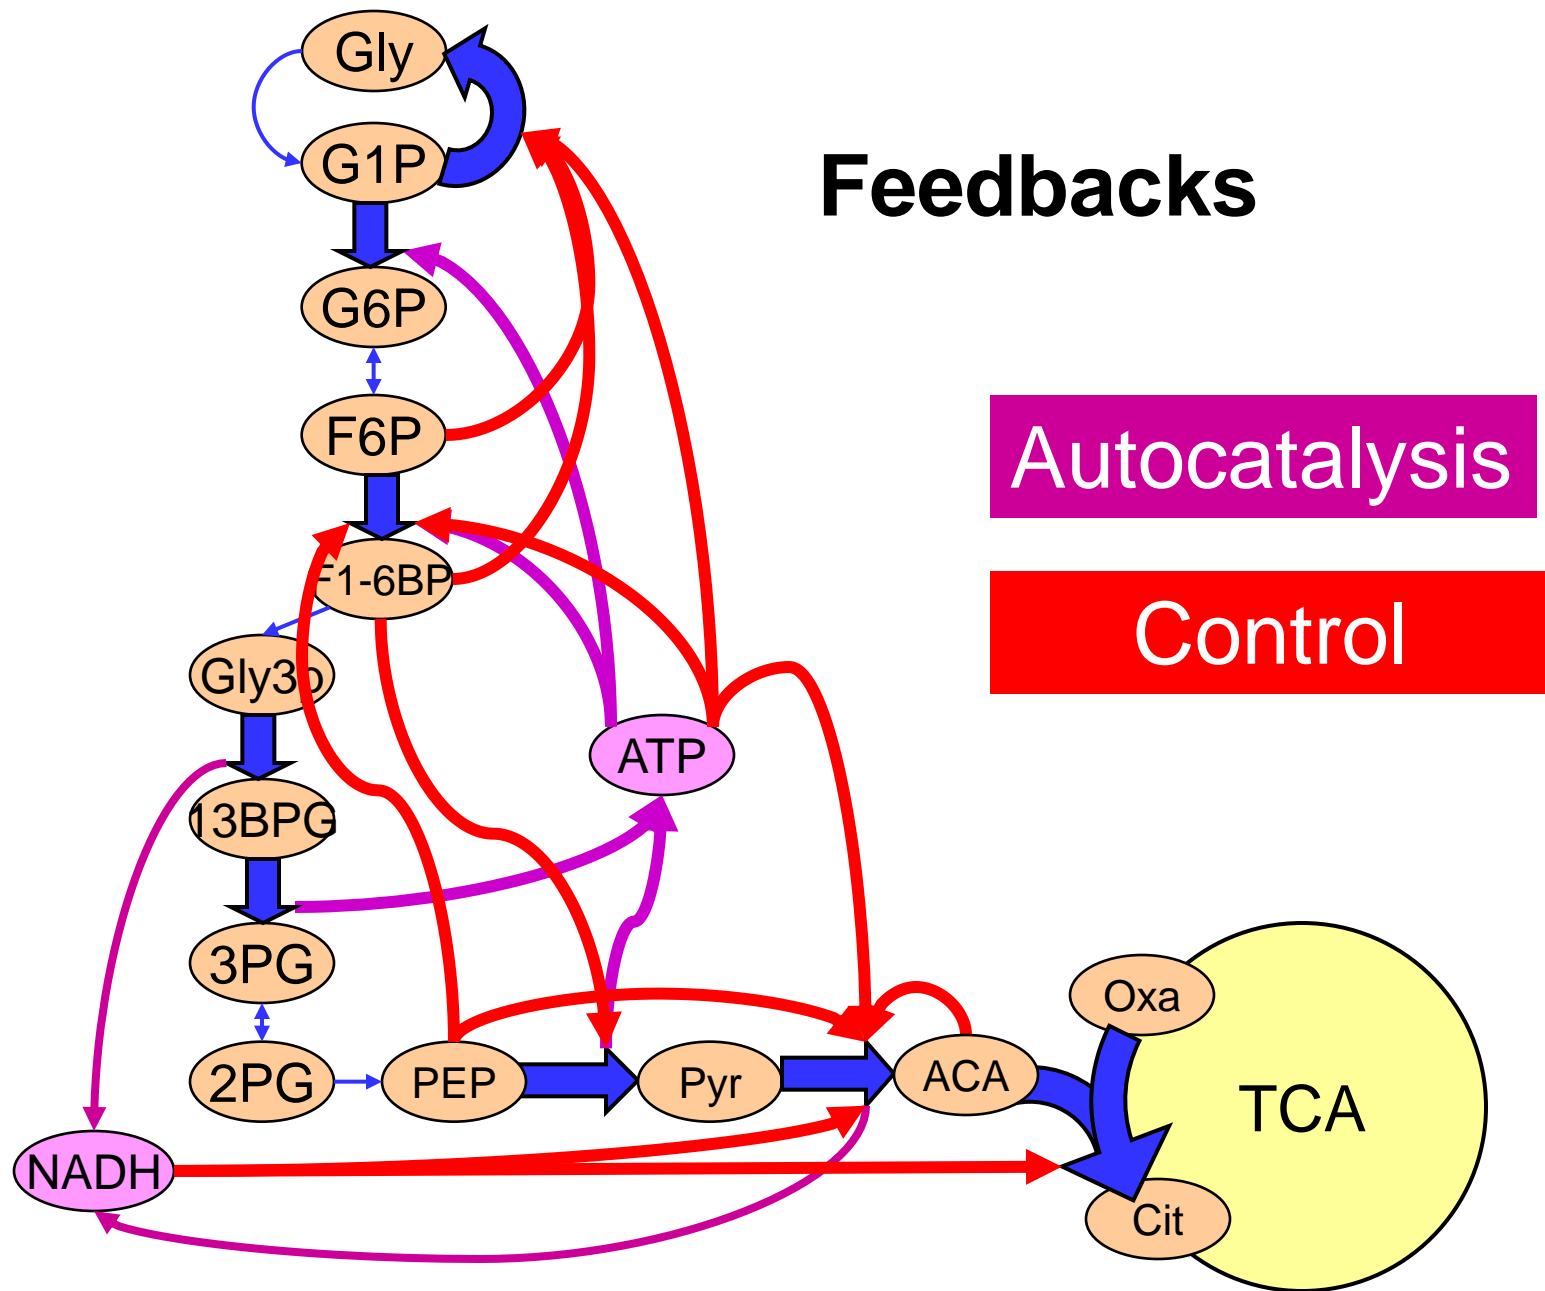 Gly
G1P
Feedbacks
G6P
Autocatalysis
F6P
F1-6BP
Control
Gly3p
ATP
13BPG
3PG
Oxa
2PG
PEP
Pyr
ACA
TCA
NADH
Cit